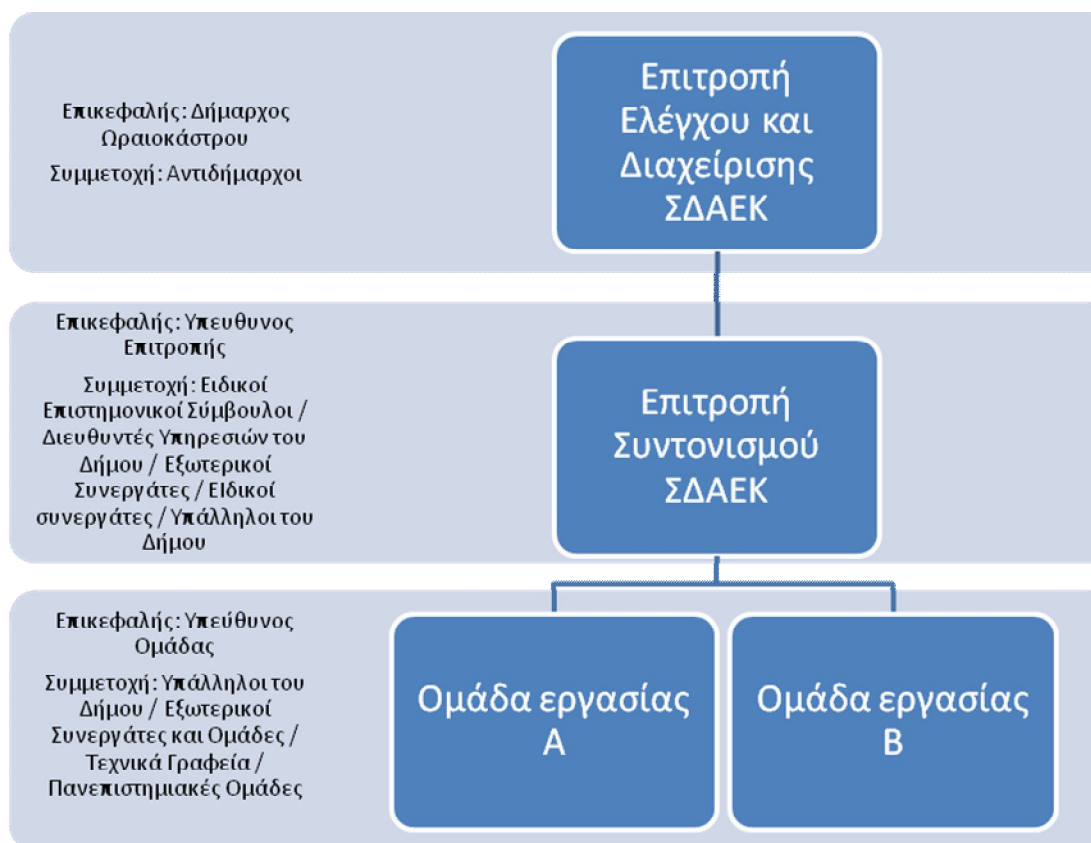 Επικεφαλής: Δήμαρχος
Ωραιοκάστρου
Συμμετοχή: Αντιδήμαρχοι
Επιτροπή
Ελέγχου και
Διαχείρισης
ΣΔΑΕΚ
Επικεφαλής: Υπευθυνος
Επιτροπής
Συμμετοχή: Ειδικοί
Επιστημονικοί Σύμβουλοι /
Διευθυντές Υπηρεσιών του
Δήμου / Εξωτερικοί
Συνεργάτες / ΕΙδικοί
συνεργάτες / Υπάλληλοι του
Δήμου
Επιτροπή
Συντονισμού
ΣΔΑΕΚ
Επικεφαλής: Υπεύθυνος
Ομάδας
Συμμετοχή: Υπάλληλοι του
Δήμου / Εξωτερικοί
Συνεργάτες και Ομάδες /
Τεχνικά Γραφεία /
Πανεπιστημιακές Ομάδες
Ομάδα εργασίας
Α
Ομάδα εργασίας
Β